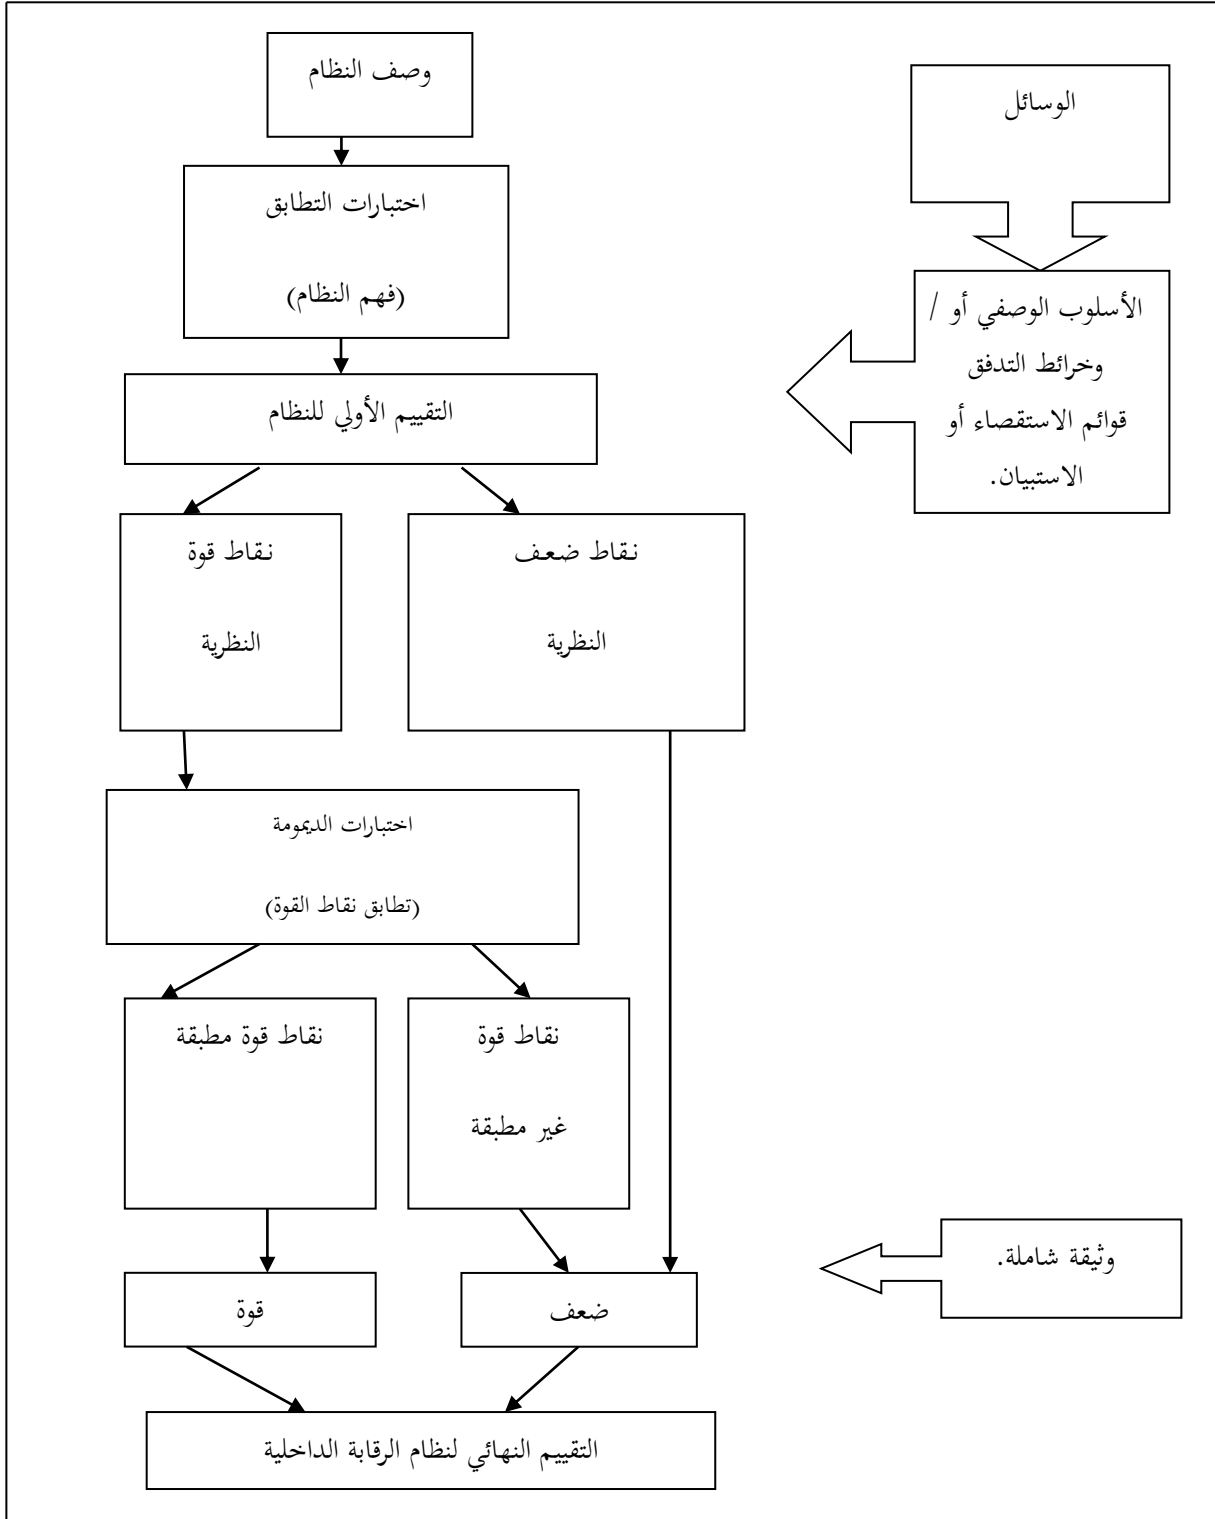 وصف النظام
الوسائل
اختبارات التطابق
(فهم النظام)
الأسلوب الوصفي أو /
وخرائط التدفق
قوائم الاستقصاء أو
الاستبيان.
التقييم الأولي للنظام
نقاط قوة
النظرية
نقاط ضعف
النظرية
اختبارات الديمومة
(تطابق نقاط القوة)
نقاط قوة مطبقة
نقاط قوة
غير مطبقة
وثيقة شاملة.
قوة
ضعف
التقييم النهائي لنظام الرقابة الداخلية